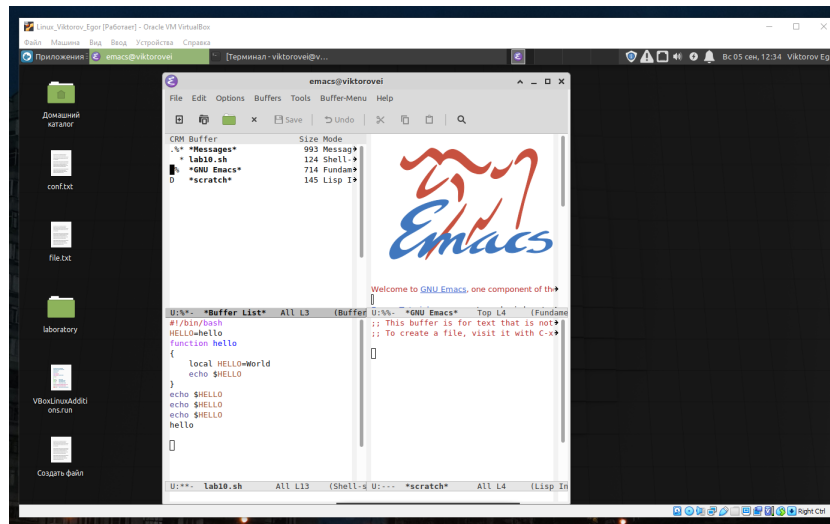 Linux_Viktorov_Egor [Работает] - Oracle VM VirtualBox
Файл Машина Вид Ввод Устройства Справка
Приложения emacs@viktorovei [Терминал - viktorovei@v... Вс 05 сен, 12:34 Viktorov Eg
Домашний
каталог
conf.txt
file.txt
laboratory
VBoxLinuxAdditi
ons.run
Создать файл
emacs@viktorovei
File Edit Options Buffers Tools Buffer-Menu Help
Save Undo
CRM Buffer Size Mode
.%* *Messages* 993 Messag
* lab10.sh 124 Shell-
% *GNU Emacs* 714 Fundam
D *scratch* 145 Lisp I
U:%*- *Buffer List* All L3 (Buffer
Emacs
Welcome to GNU Emacs, one component of the
U:%%- *GNU Emacs* Top L4 (Fundame
#!/bin/bash
HELLO=hello
function hello
{
local HELLO=World
echo $HELLO
}
echo $HELLO
echo $HELLO
echo $HELLO
hello
U:**- lab10.sh All L13 (Shell-s
;; This buffer is for text that is not
;; To create a file, visit it with C-x
U:--- *scratch* All L4 (Lisp In
Right Ctrl